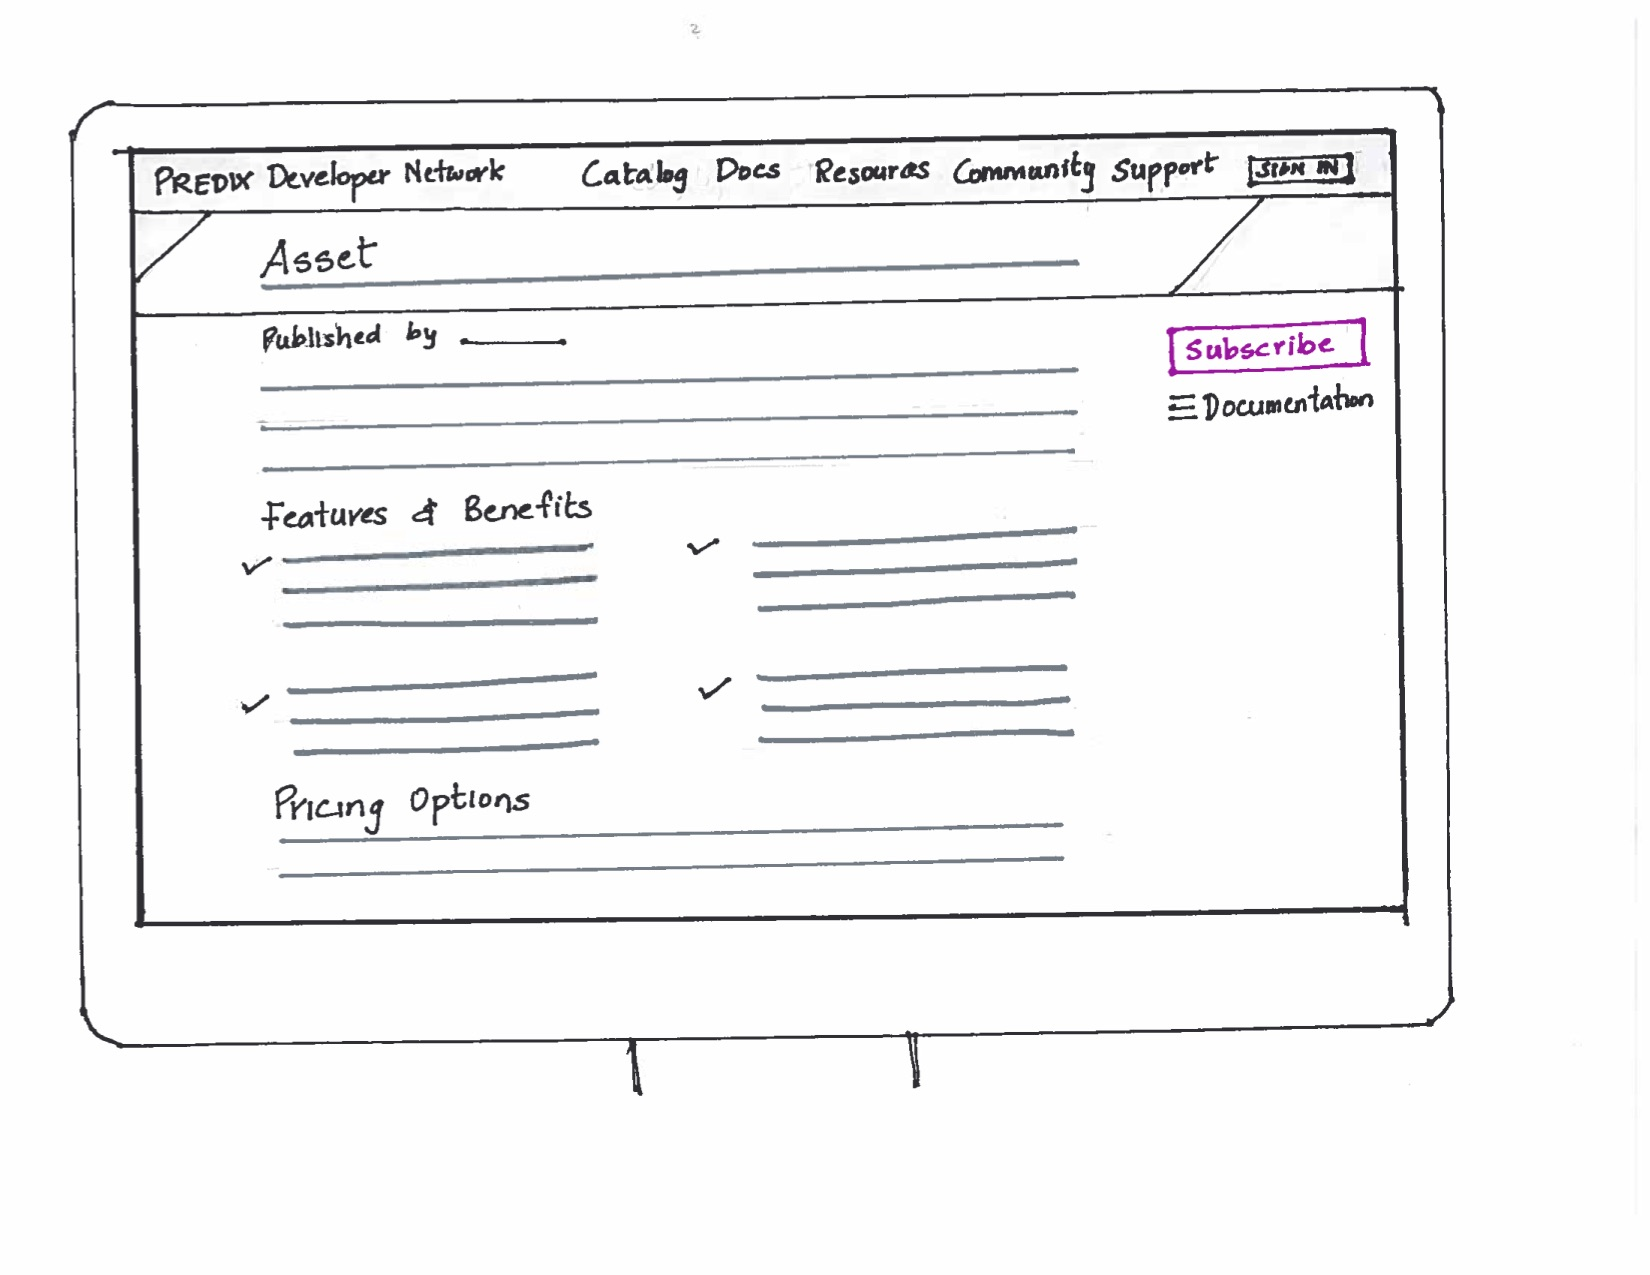 2
PREDIX Developer Network Catalog Docs Resources Community Support SIGN IN
Asset
Published by
Subscribe
Documentation
Features & Benefits
Pricing Options